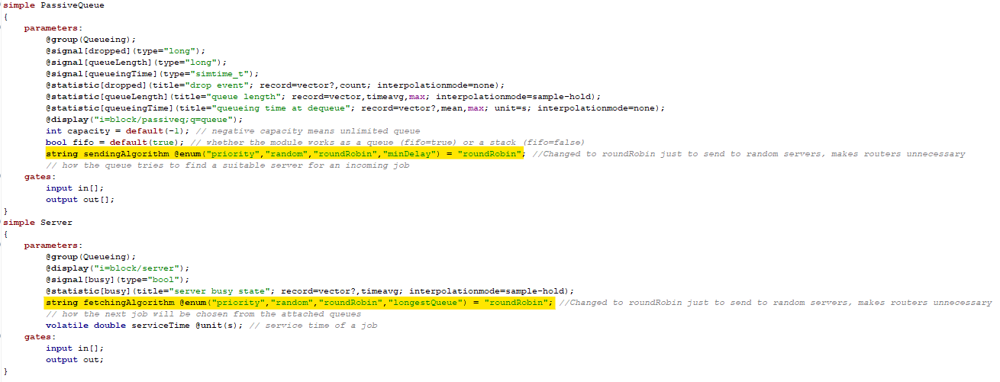 simple PassiveQueue
{
parameters:
@group(Queueing);
@signal[dropped](type="long");
@signal[queueLength](type="long");
@signal[queueingTime](type="simtime_t");
@statistic[dropped](title="drop event"; record=vector?,count; interpolationmode=none);
@statistic[queueLength](title="queue length"; record=vector,timeavg,max; interpolationmode=sample-hold);
@statistic[queueingTime](title="queueing time at dequeue"; record=vector?,mean,max; unit=s; interpolationmode=none);
@display("i=block/passiveq;q=queue");
int capacity = default(-1); // negative capacity means unlimited queue
bool fifo = default(true); // whether the module works as a queue (fifo=true) or a stack (fifo=false)
string sendingAlgorithm @enum("priority","random","roundRobin","minDelay") = "roundRobin"; //Changed to roundRobin just to send to random servers, makes routers unnecessary
// how the queue tries to find a suitable server for an incoming job
gates:
input in[];
output out[];
}
simple Server
{
parameters:
@group(Queueing);
@display("i=block/server");
@signal[busy](type="bool");
@statistic[busy](title="server busy state"; record=vector?,timeavg; interpolationmode=sample-hold);
string fetchingAlgorithm @enum("priority","random","roundRobin","longestQueue") = "roundRobin"; //Changed to roundRobin just to send to random servers, makes routers unnecessary
// how the next job will be chosen from the attached queues
volatile double serviceTime @unit(s); // service time of a job
gates:
input in[];
output out;
}